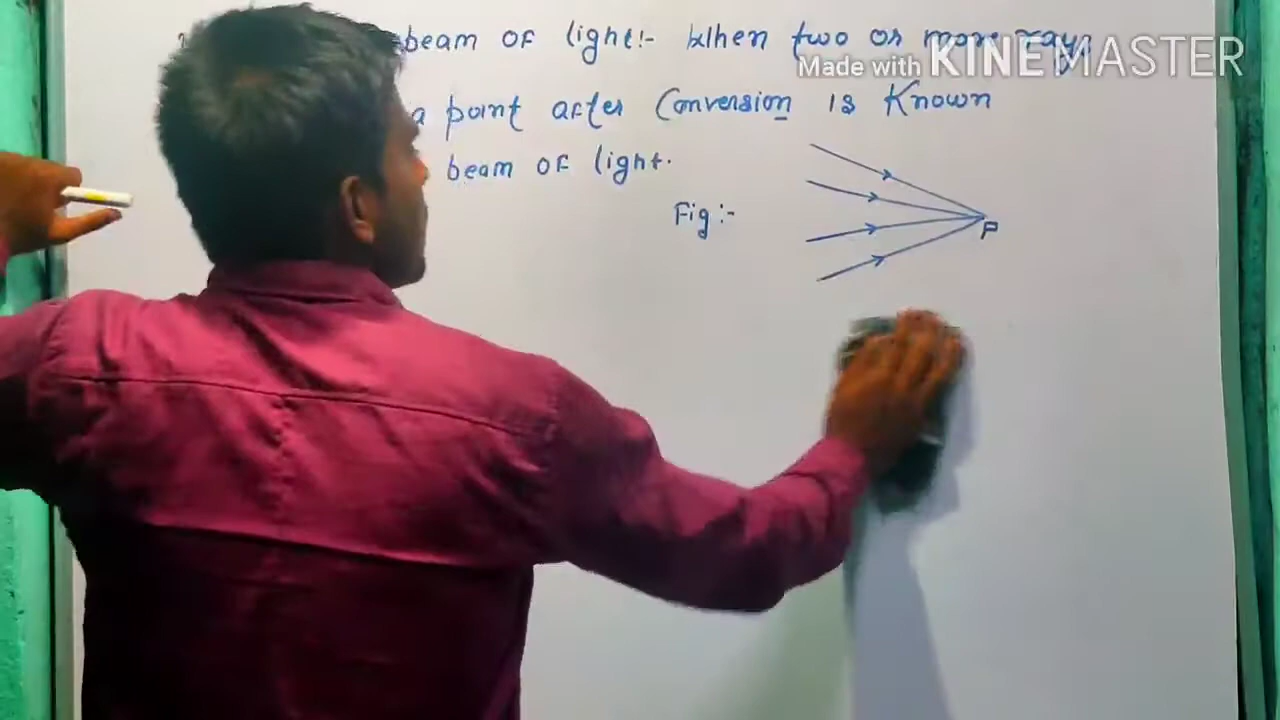 beam of light:- When two or more rays
Made with KINEMASTER
a point after Conversion is Known
beam of light.
Fig:-
P